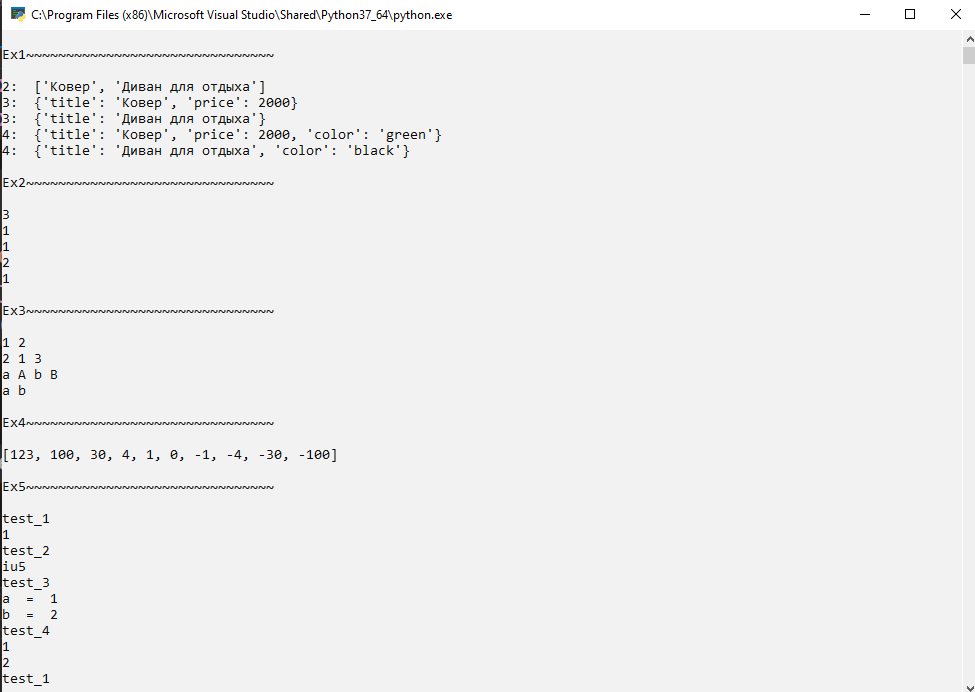 C:\Program Files (x86)\Microsoft Visual Studio\Shared\Python37_64\python.exe
Ex1~~~~~~~~~~~~~~~~~~~~~~~~~~~~~~~
2:  ['Ковер', 'Диван для отдыха']
3:  {'title': 'Ковер', 'price': 2000}
3:  {'title': 'Диван для отдыха'}
4:  {'title': 'Ковер', 'price': 2000, 'color': 'green'}
4:  {'title': 'Диван для отдыха', 'color': 'black'}
Ex2~~~~~~~~~~~~~~~~~~~~~~~~~~~~~~~
3
1
1
2
1
Ex3~~~~~~~~~~~~~~~~~~~~~~~~~~~~~~~
1 2
2 1 3
a A b B
a b
Ex4~~~~~~~~~~~~~~~~~~~~~~~~~~~~~~~
[123, 100, 30, 4, 1, 0, -1, -4, -30, -100]
Ex5~~~~~~~~~~~~~~~~~~~~~~~~~~~~~~~
test_1
1
test_2
iu5
test_3
a  =  1
b  =  2
test_4
1
2
test_1